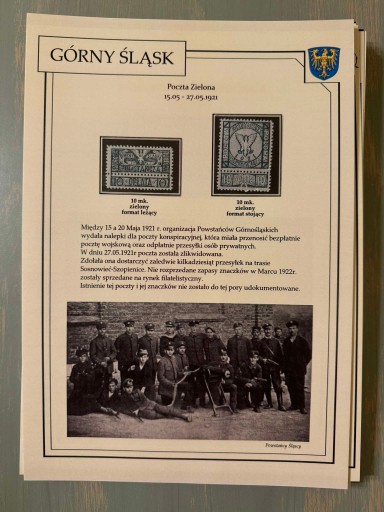 GÓRNY ŚLĄSK
Poczta Zielona
15.05 - 27.05.1921
10 mk.
zielony
format leżący
30 mk.
zielony
format stojący
Między 15 a 20 Maja 1921 r. organizacja Powstańców Górnośląskich
wydała nalepki dla poczty konspiracyjnej, która miała przenosić bezpłatnie
pocztę wojskową oraz odpłatnie przesyłki osób prywatnych.
W dniu 27.05.1921r poczta została zlikwidowana.
Zdołała ona dostarczyć zaledwie kilkadziesiąt przesyłek na trasie
Sosnowiec-Szopienice. Nie rozprzedane zapasy znaczków w Marcu 1922r.
zostały sprzedane na rynek filatelistyczny.
Istnienie tej poczty i jej znaczków nie zostało do tej pory udokumentowane.
Powstańcy Śląscy